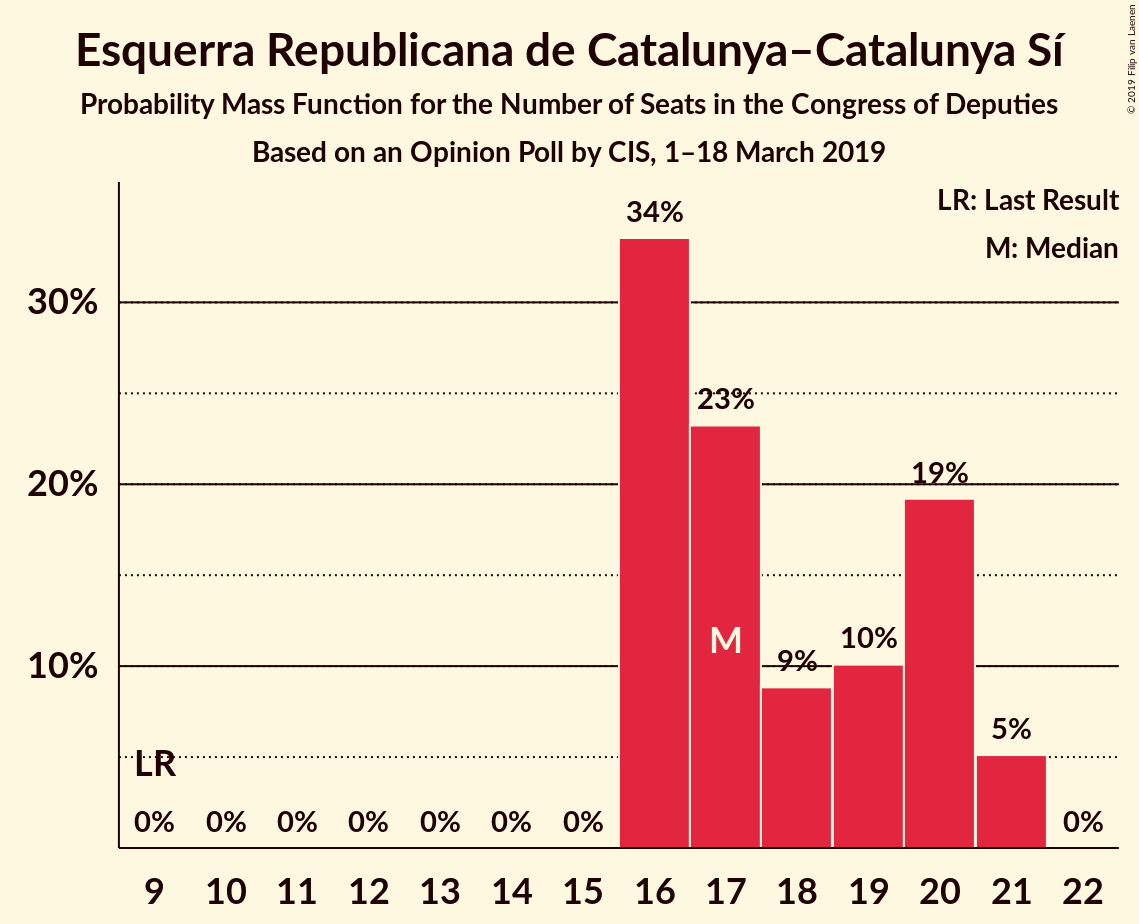 Esquerra Republicana de Catalunya–Catalunya Sí
Probability Mass Function for the Number of Seats in the Congress of Deputies
Based on an Opinion Poll by CIS, 1–18 March 2019
© 2019 Filip van Laenen
LR: Last Result
M: Median
34%
30%
23%
20%
19%
M
10%
9%
10%
5%
LR
0% 0% 0% 0% 0% 0% 0% 0%
9 10 11 12 13 14 15 16 17 18 19 20 21 22